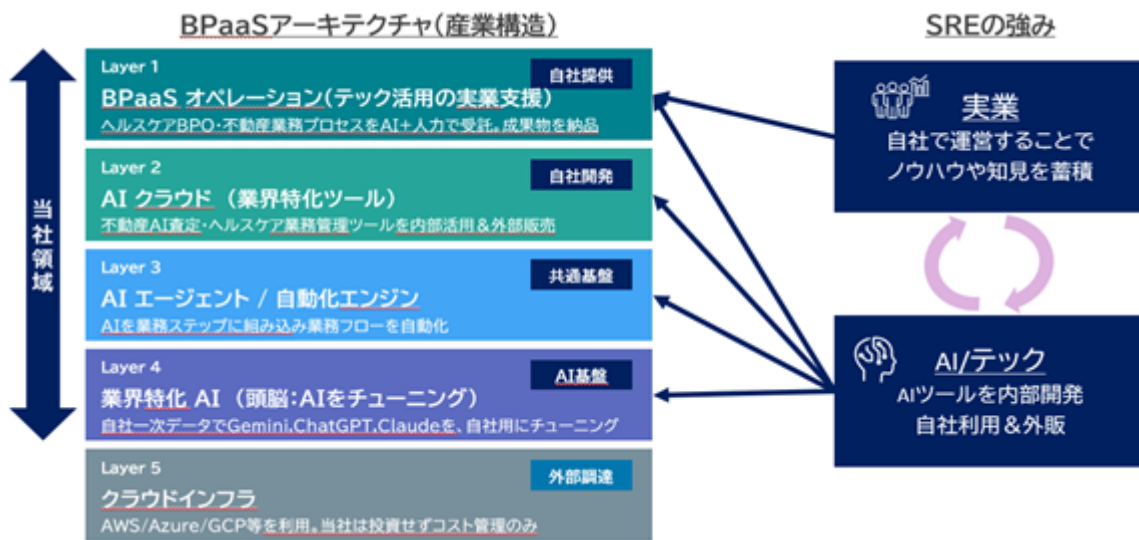 BPaaSアーキテクチャ(産業構造)
SREの強み
当社領域
Layer 1
自社提供
BPaaS オペレーション(テック活用の実業支援)
ヘルスケアBPO・不動産業務プロセスをAI+人力で受託。成果物を納品
Layer 2
自社開発
AI クラウド (業界特化ツール)
不動産AI査定・ヘルスケア業務管理ツールを内部活用&外部販売
Layer 3
共通基盤
AI エージェント / 自動化エンジン
AIを業務ステップに組み込み業務フローを自動化
Layer 4
AI基盤
業界特化 AI (頭脳:AIをチューニング)
自社一次データでGemini,ChatGPT,Claudeを、自社用にチューニング
Layer 5
外部調達
クラウドインフラ
AWS/Azure/GCP等を利用。当社は投資せずコスト管理のみ
実業
自社で運営することで
ノウハウや知見を蓄積
AI/テック
AIツールを内部開発
自社利用&外販